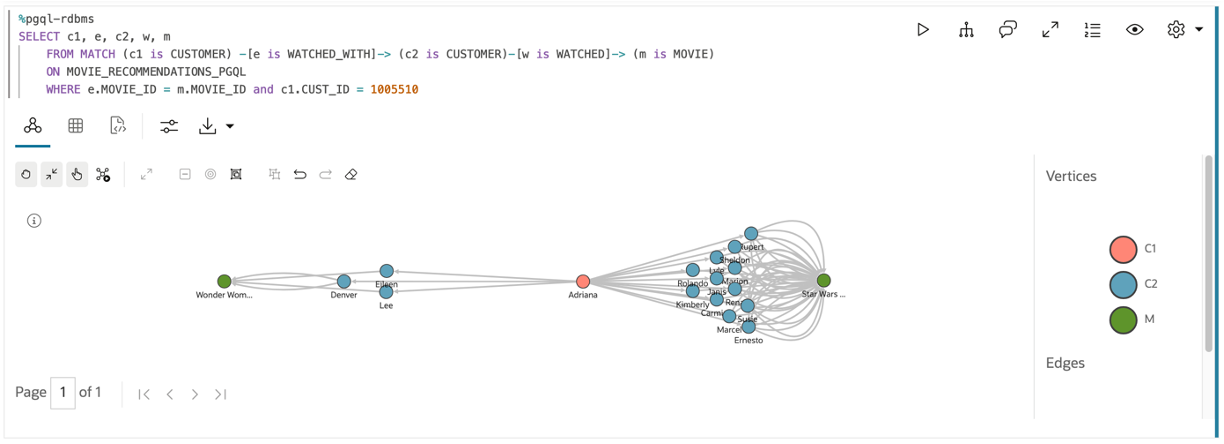 %pgql-rdbms
SELECT c1, e, c2, w, m
FROM MATCH (c1 is CUSTOMER) -[e is WATCHED_WITH]-> (c2 is CUSTOMER)-[w is WATCHED]-> (m is MOVIE)
ON MOVIE_RECOMMENDATIONS_PGQL
WHERE e.MOVIE_ID = m.MOVIE_ID and c1.CUST_ID = 1005510
Vertices
C1
C2
M
Edges
Wonder Wom...
Denver
Eileen
Lee
Adriana
Rupert
Sheldon
Lyle
Marion
Rolando
Janis
Kimberly
Carmi
Susie
Marcel
Ernesto
Star Wars ...
Page 1 of 1